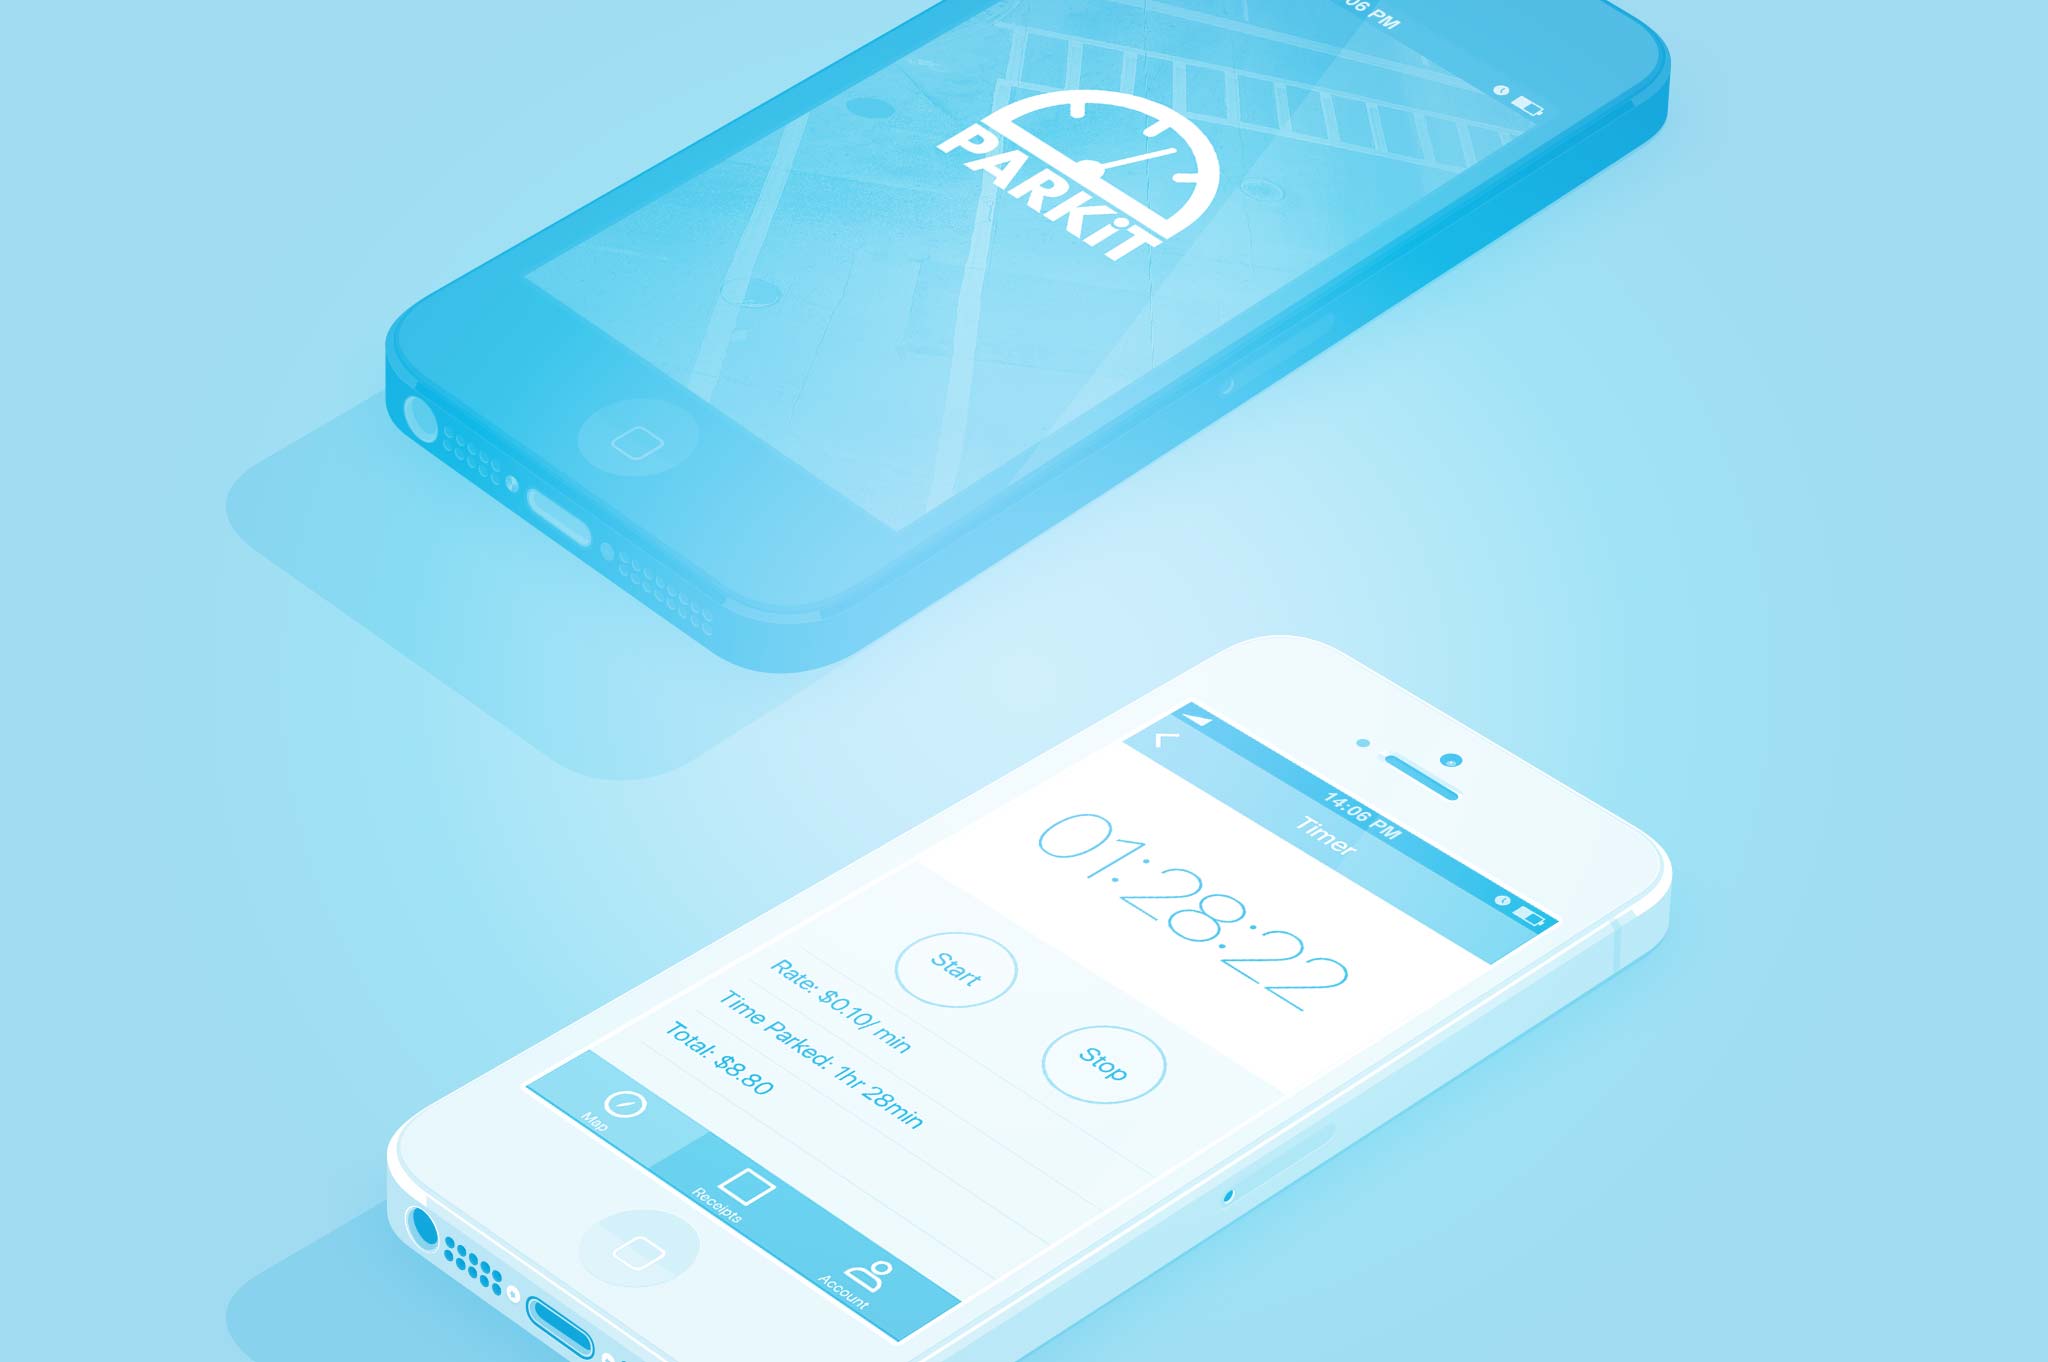 06 PM
PARKiT
14:06 PM
Timer
01:28:22
Start
Stop
Rate: $0.10/ min
Time Parked: 1hr 28min
Total: $8.80
Map
Receipts
Account